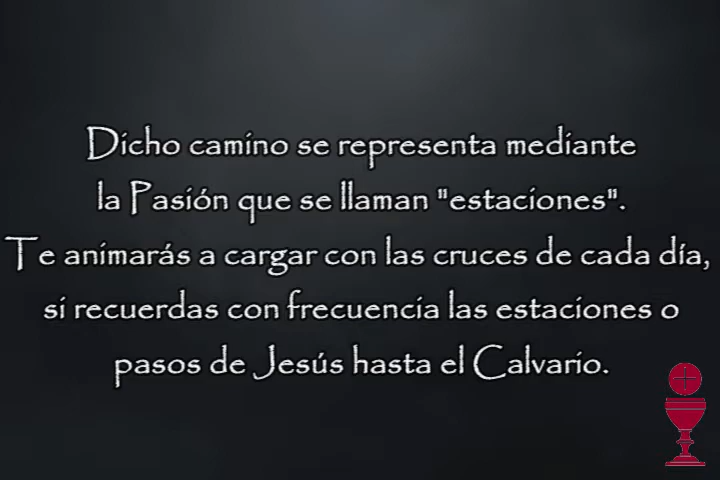 Dicho camino se representa mediante
la Pasión que se llaman "estaciones".
Te animarás a cargar con las cruces de cada día,
si recuerdas con frecuencia las estaciones o
pasos de Jesús hasta el Calvario.